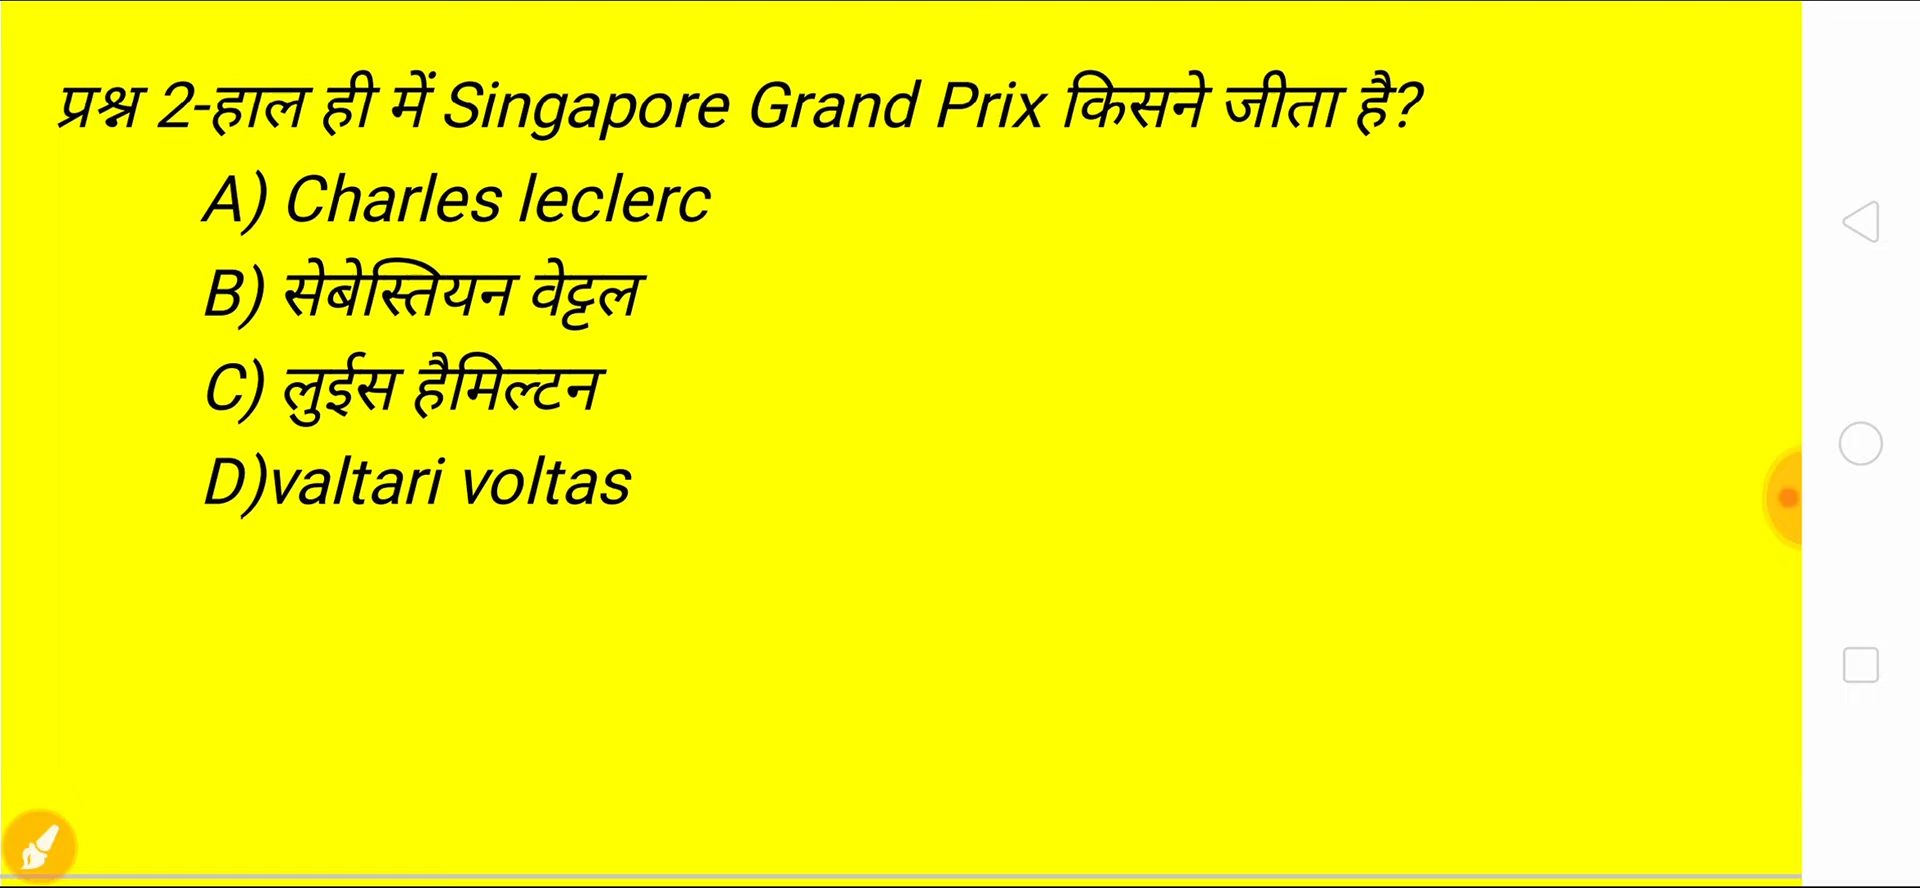 प्रश्न 2-हाल ही में Singapore Grand Prix किसने जीता है?
A) Charles leclerc
B) सेबेस्तियन वेट्टल
C) लुईस हैमिल्टन
D)valtari voltas